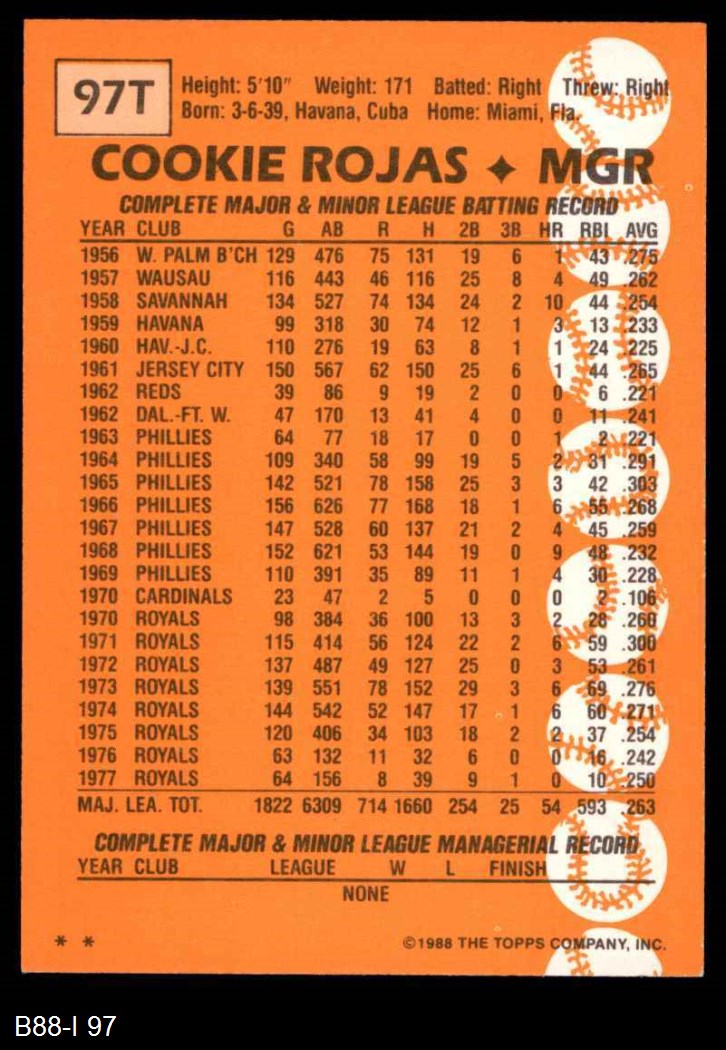 97T
Height: 5'10" Weight: 171 Batted: Right Threw: Right
Born: 3-6-39, Havana, Cuba Home: Miami, Fla.
COOKIE ROJAS ✦ MGR
COMPLETE MAJOR & MINOR LEAGUE BATTING RECORD
YEAR CLUB G AB R H 2B 3B HR RBI AVG
1956 W. PALM B'CH 129 476 75 131 19 6 1 43 .275
1957 WAUSAU 116 443 46 116 25 8 4 49 .262
1958 SAVANNAH 134 527 74 134 24 2 10 44 .254
1959 HAVANA 99 318 30 74 12 1 3 13 .233
1960 HAV.-J.C. 110 276 19 63 8 1 1 24 .225
1961 JERSEY CITY 150 567 62 150 25 6 1 44 .265
1962 REDS 39 86 9 19 2 0 0 6 .221
1962 DAL.-FT. W. 47 170 13 41 4 0 0 11 .241
1963 PHILLIES 64 77 18 17 0 0 1 2 .221
1964 PHILLIES 109 340 58 99 19 5 2 31 .291
1965 PHILLIES 142 521 78 158 25 3 3 42 .303
1966 PHILLIES 156 626 77 168 18 1 6 55 .268
1967 PHILLIES 147 528 60 137 21 2 4 45 .259
1968 PHILLIES 152 621 53 144 19 0 9 48 .232
1969 PHILLIES 110 391 35 89 11 1 4 30 .228
1970 CARDINALS 23 47 2 5 0 0 0 2 .106
1970 ROYALS 98 384 36 100 13 3 2 28 .260
1971 ROYALS 115 414 56 124 22 2 6 59 .300
1972 ROYALS 137 487 49 127 25 0 3 53 .261
1973 ROYALS 139 551 78 152 29 3 6 69 .276
1974 ROYALS 144 542 52 147 17 1 6 60 .271
1975 ROYALS 120 406 34 103 18 2 2 37 .254
1976 ROYALS 63 132 11 32 6 0 0 16 .242
1977 ROYALS 64 156 8 39 9 1 0 10 .250
MAJ. LEA. TOT. 1822 6309 714 1660 254 25 54 593 .263
COMPLETE MAJOR & MINOR LEAGUE MANAGERIAL RECORD
YEAR CLUB LEAGUE W L FINISH
NONE
* * ©1988 THE TOPPS COMPANY, INC.
B88-I 97